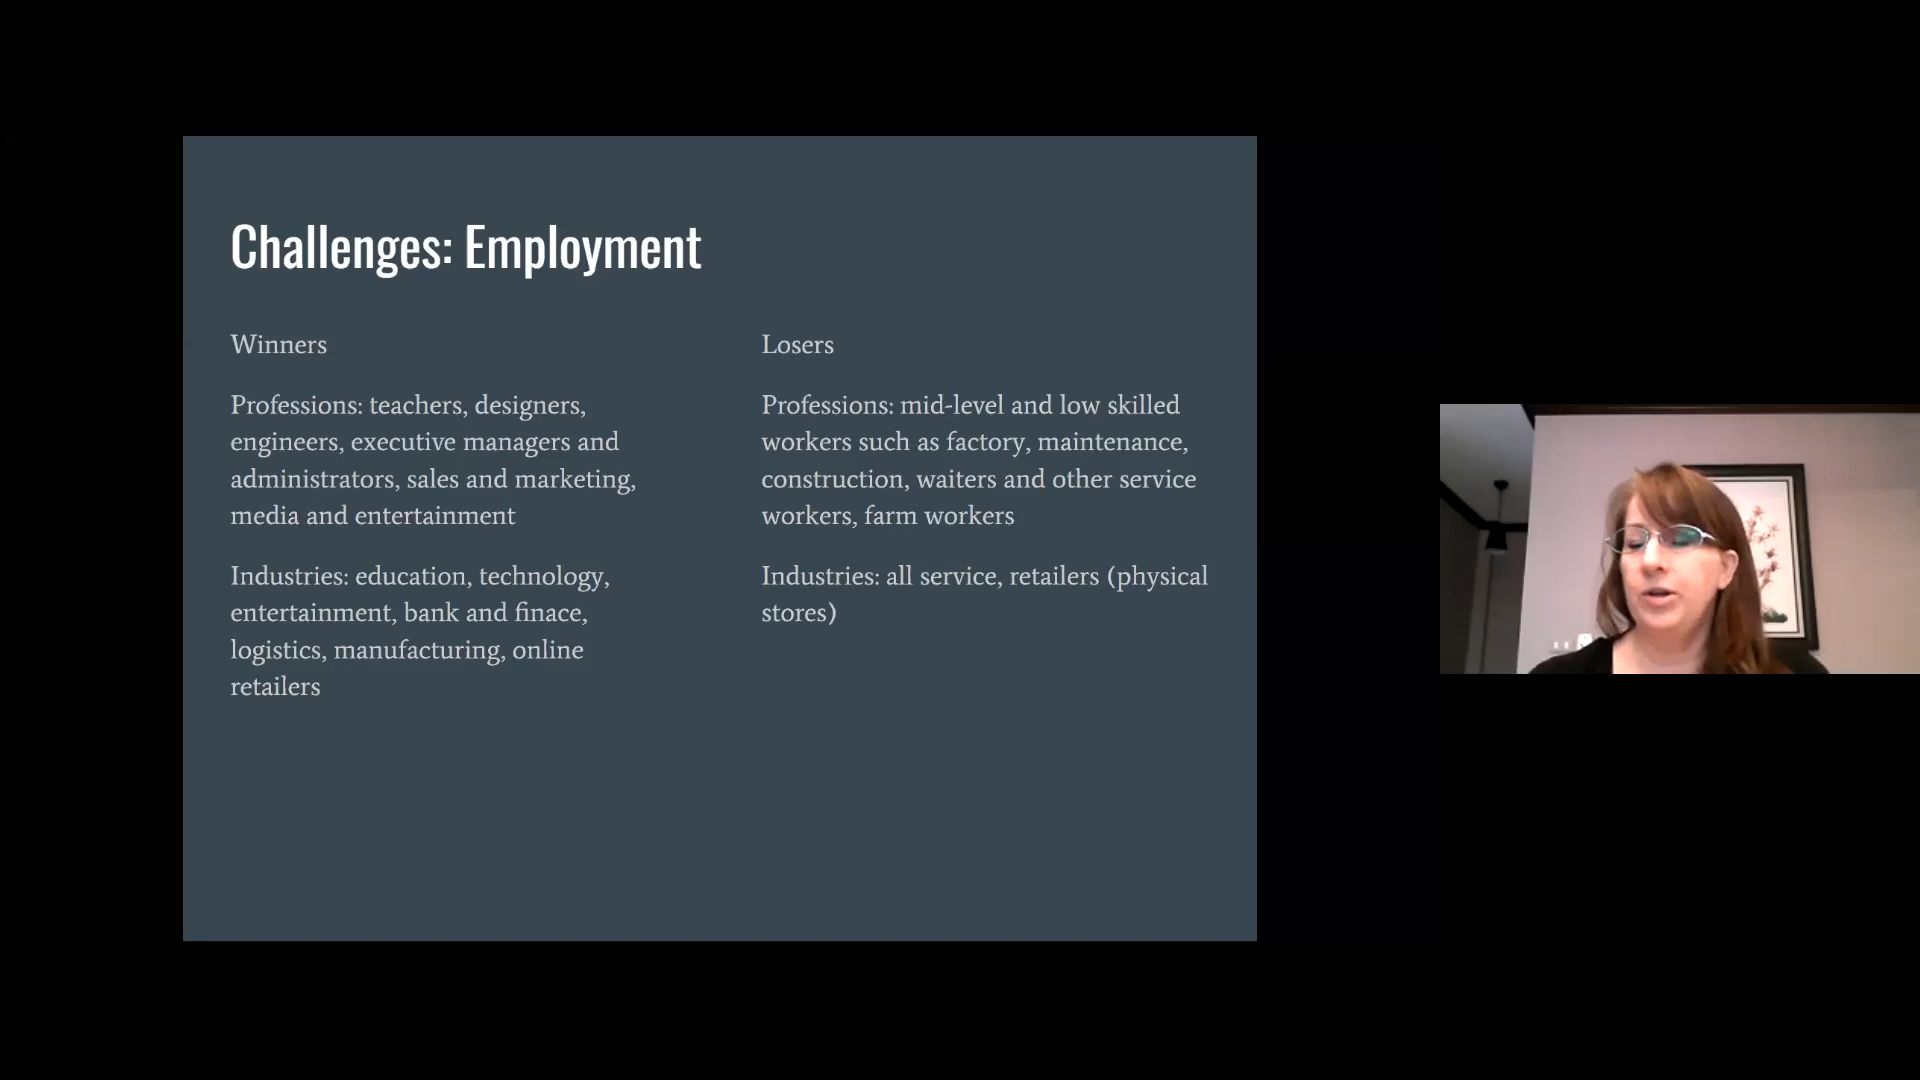 Challenges: Employment
Winners
Professions: teachers, designers,
engineers, executive managers and
administrators, sales and marketing,
media and entertainment
Industries: education, technology,
entertainment, bank and finace,
logistics, manufacturing, online
retailers
Losers
Professions: mid-level and low skilled
workers such as factory, maintenance,
construction, waiters and other service
workers, farm workers
Industries: all service, retailers (physical
stores)